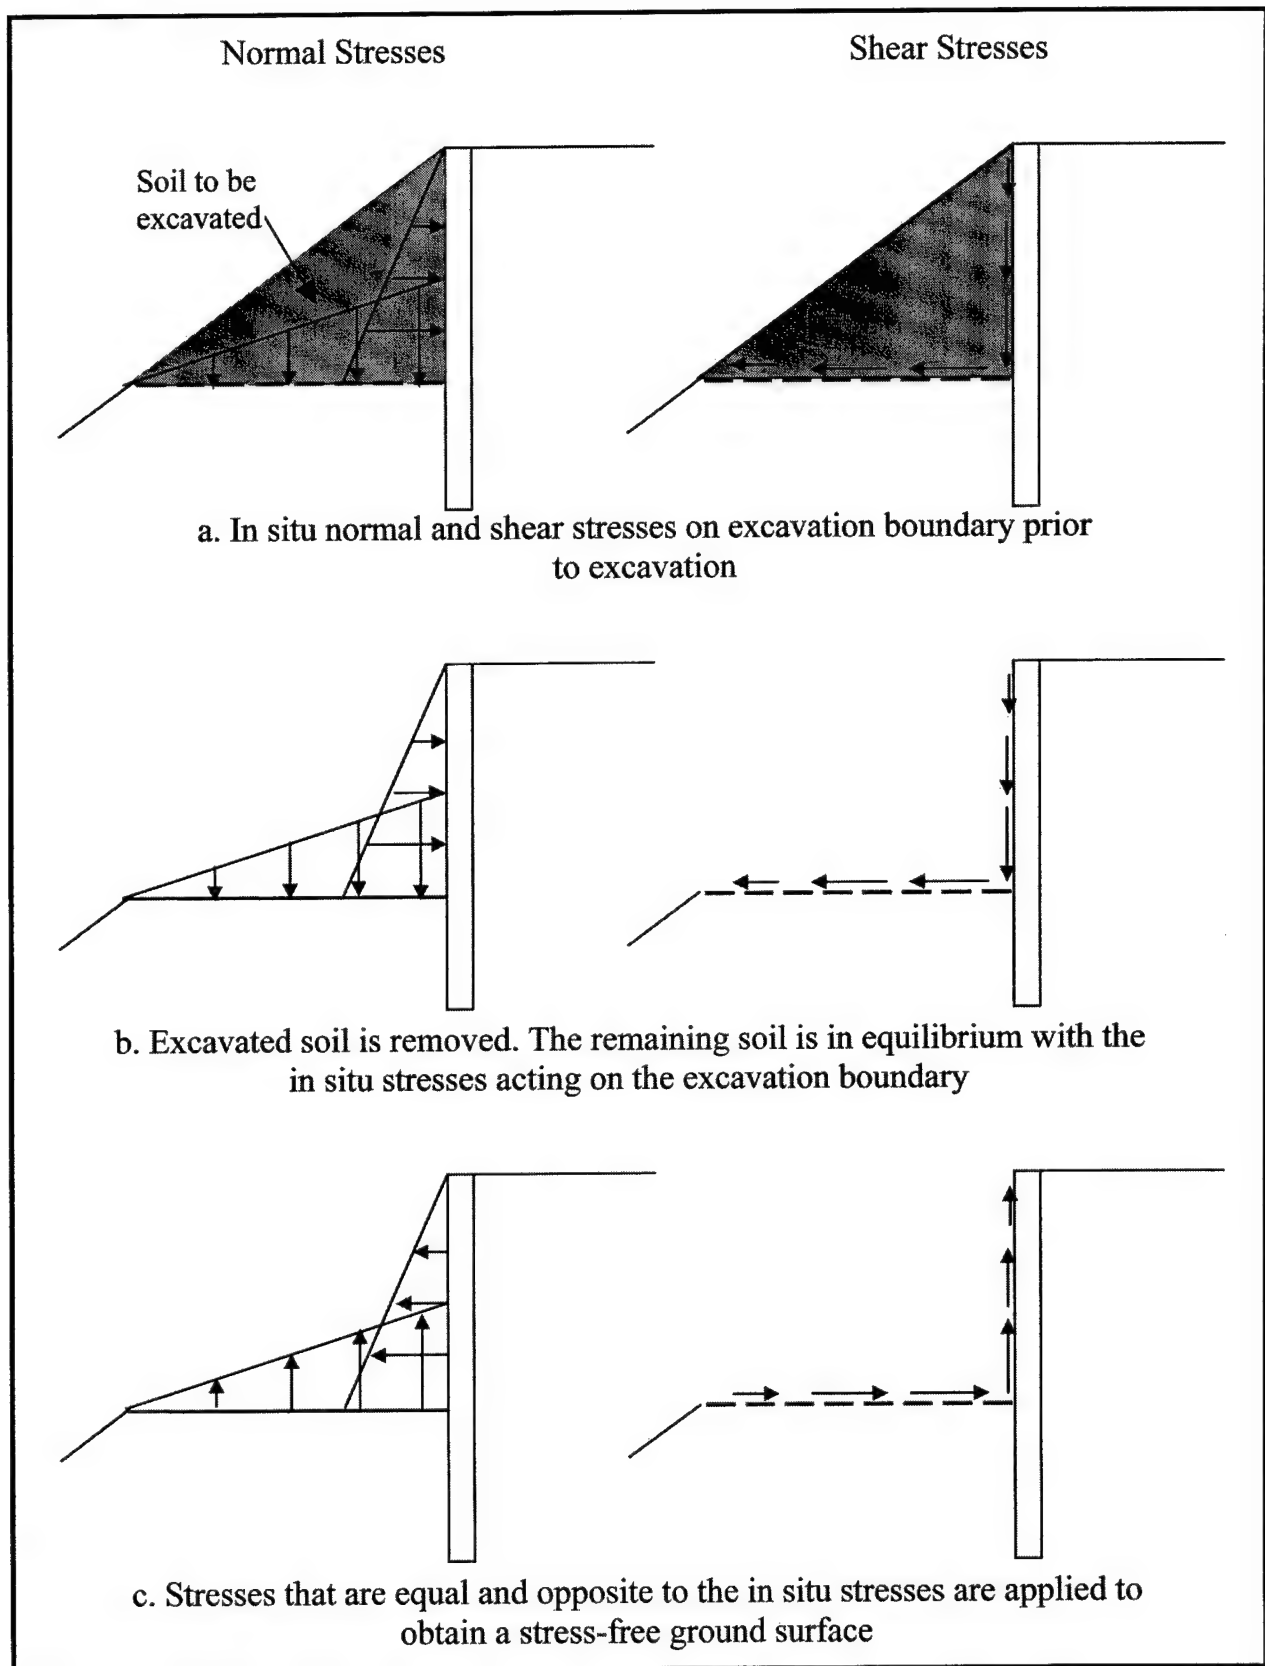 Normal Stresses
Shear Stresses
Soil to be
excavated
a. In situ normal and shear stresses on excavation boundary prior
to excavation
b. Excavated soil is removed. The remaining soil is in equilibrium with the
in situ stresses acting on the excavation boundary
c. Stresses that are equal and opposite to the in situ stresses are applied to
obtain a stress-free ground surface